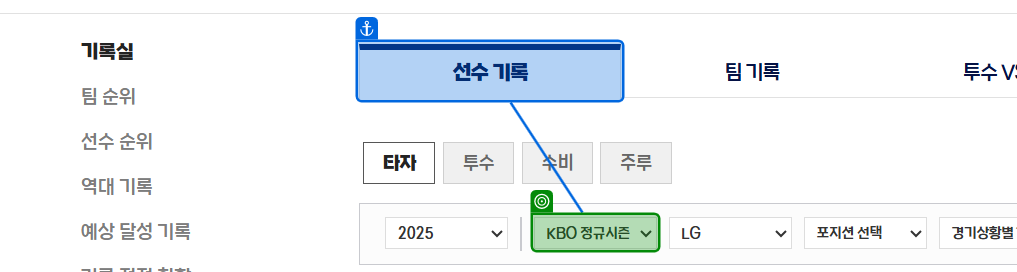 기록실
팀 순위
선수 순위
역대 기록
예상 달성 기록
선수 기록
팀 기록
투수 VS
타자
투수
수비
주루
2025
KBO 정규시즌
LG
포지션 선택
경기상황별